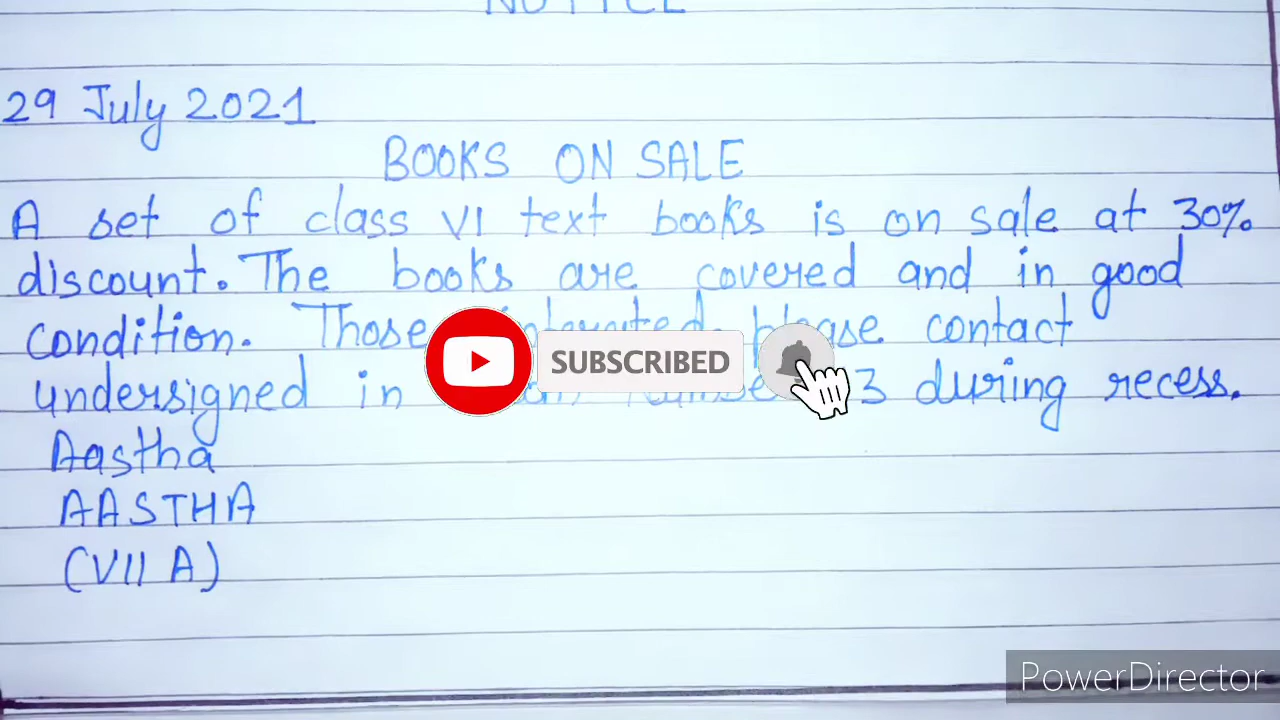 NOTICE
29 July 2021
BOOKS ON SALE
A set of class VI text books is on sale at 30%
discount. The books are covered and in good
condition. Those interested please contact
undersigned in 3 during recess.
SUBSCRIBED
Aastha
AASTHA
(VII A)
PowerDirector